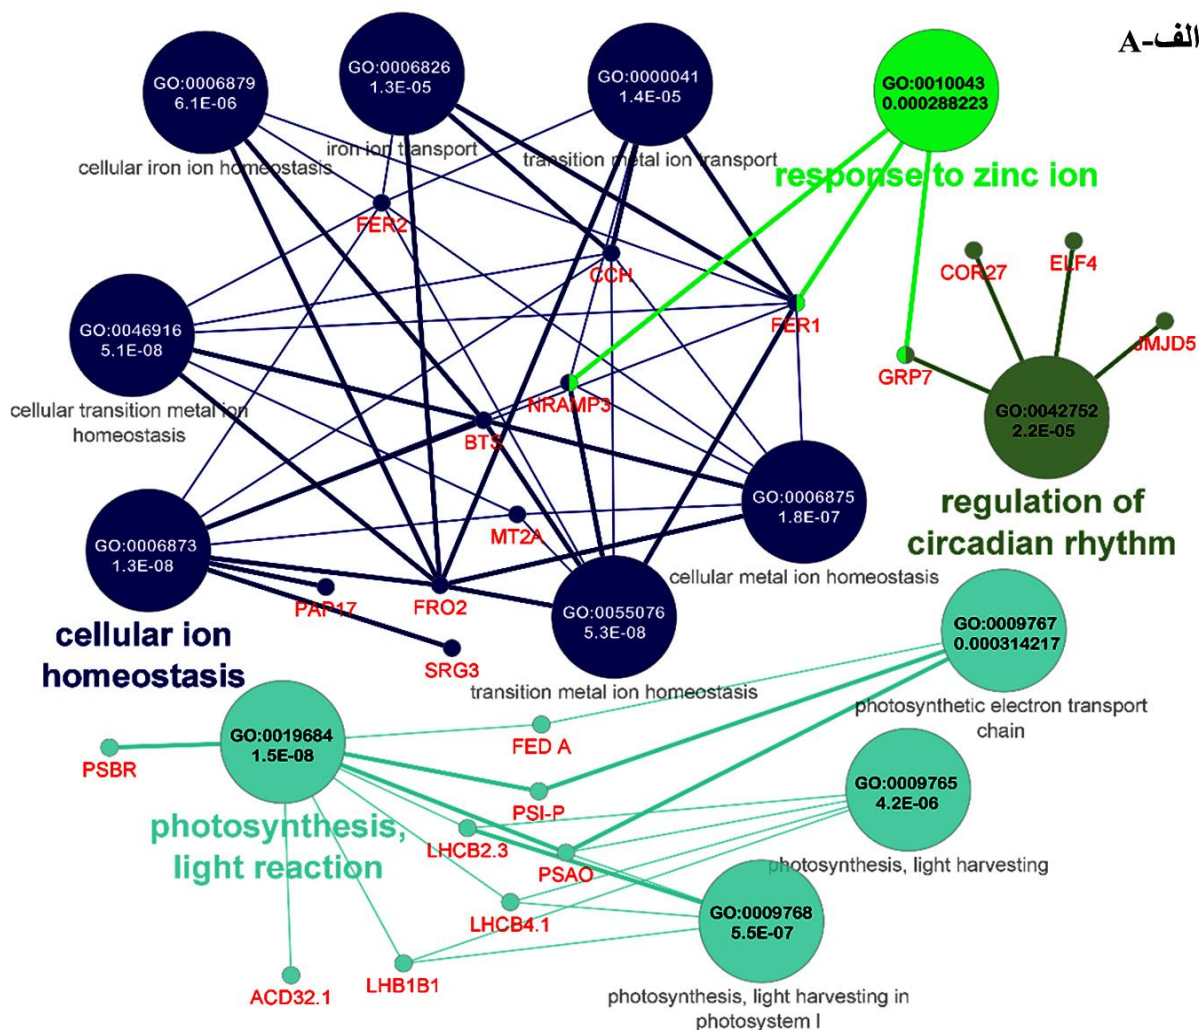 الف-A
GO:0006879
6.1E-06
cellular iron ion homeostasis
GO:0006826
1.3E-05
iron ion transport
GO:0000041
1.4E-05
transition metal ion transport
GO:0010043
0.000288223
response to zinc ion
FER2
CCH
FER1
COR27
ELF4
JMJD5
GRP7
GO:0046916
5.1E-08
cellular transition metal ion
homeostasis
NRAMP3
BTS
GO:0042752
2.2E-05
regulation of
circadian rhythm
GO:0006875
1.8E-07
cellular metal ion homeostasis
MT2A
GO:0006873
1.3E-08
cellular ion
homeostasis
PAP17
FRO2
SRG3
GO:0055076
5.3E-08
transition metal ion homeostasis
GO:0009767
0.000314217
photosynthetic electron transport
chain
GO:0019684
1.5E-08
photosynthesis,
light reaction
PSBR
FED A
PSI-P
LHCB2.3
PSAO
GO:0009765
4.2E-06
photosynthesis, light harvesting
LHCB4.1
GO:0009768
5.5E-07
photosynthesis, light harvesting in
photosystem I
ACD32.1
LHB1B1